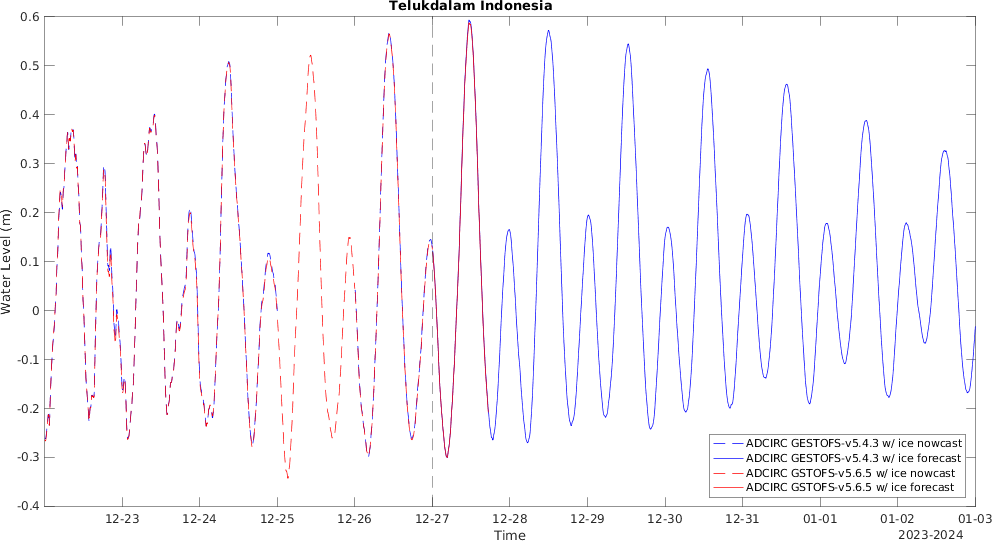 Telukdalam Indonesia
Water Level (m)
0.6
0.5
0.4
0.3
0.2
0.1
0
-0.1
-0.2
-0.3
-0.4
ADCIRC GESTOFS-v5.4.3 w/ ice nowcast
ADCIRC GESTOFS-v5.4.3 w/ ice forecast
ADCIRC GSTOFS-v5.6.5 w/ ice nowcast
ADCIRC GSTOFS-v5.6.5 w/ ice forecast
12-23 12-24 12-25 12-26 12-27 12-28 12-29 12-30 12-31 01-01 01-02 01-03
Time
2023-2024